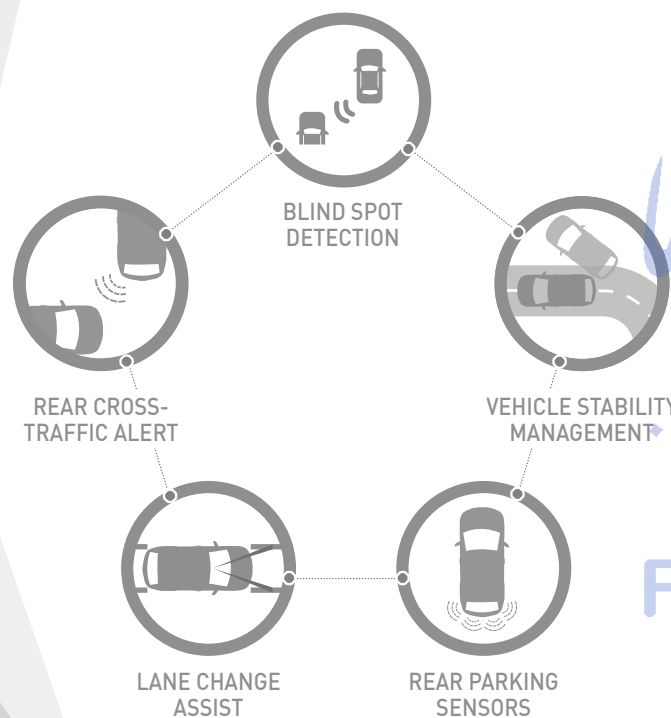 BLIND SPOT
DETECTION
REAR CROSS-
TRAFFIC ALERT
VEHICLE STABILITY
MANAGEMENT
LANE CHANGE
ASSIST
REAR PARKING
SENSORS